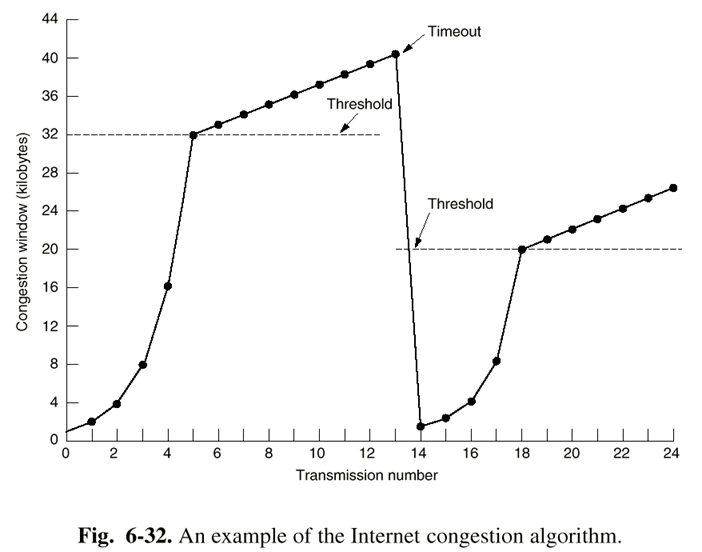 44
40
36
32
28
24
20
16
12
8
4
0
Congestion window (kilobytes)
Timeout
Threshold
Threshold
0 2 4 6 8 10 12 14 16 18 20 22 24
Transmission number
Fig. 6-32. An example of the Internet congestion algorithm.